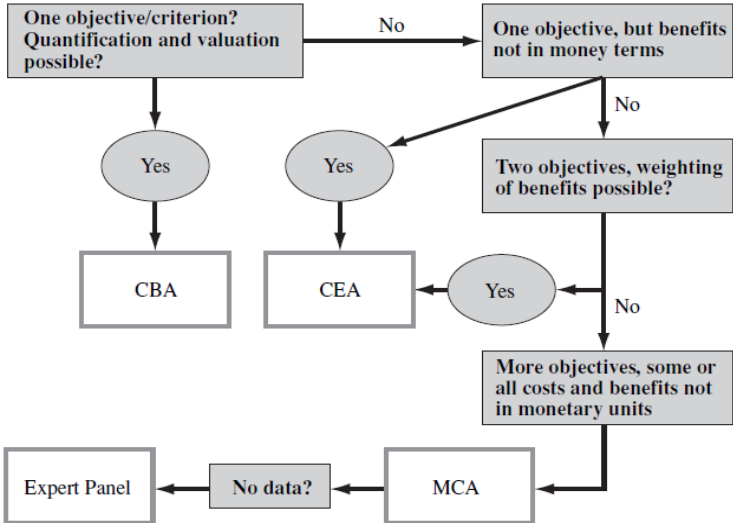 One objective/criterion?
Quantification and valuation
possible?
No
One objective, but benefits
not in money terms
No
Yes
Yes
Two objectives, weighting
of benefits possible?
CBA
CEA
Yes
No
More objectives, some or
all costs and benefits not
in monetary units
Expert Panel
No data?
MCA